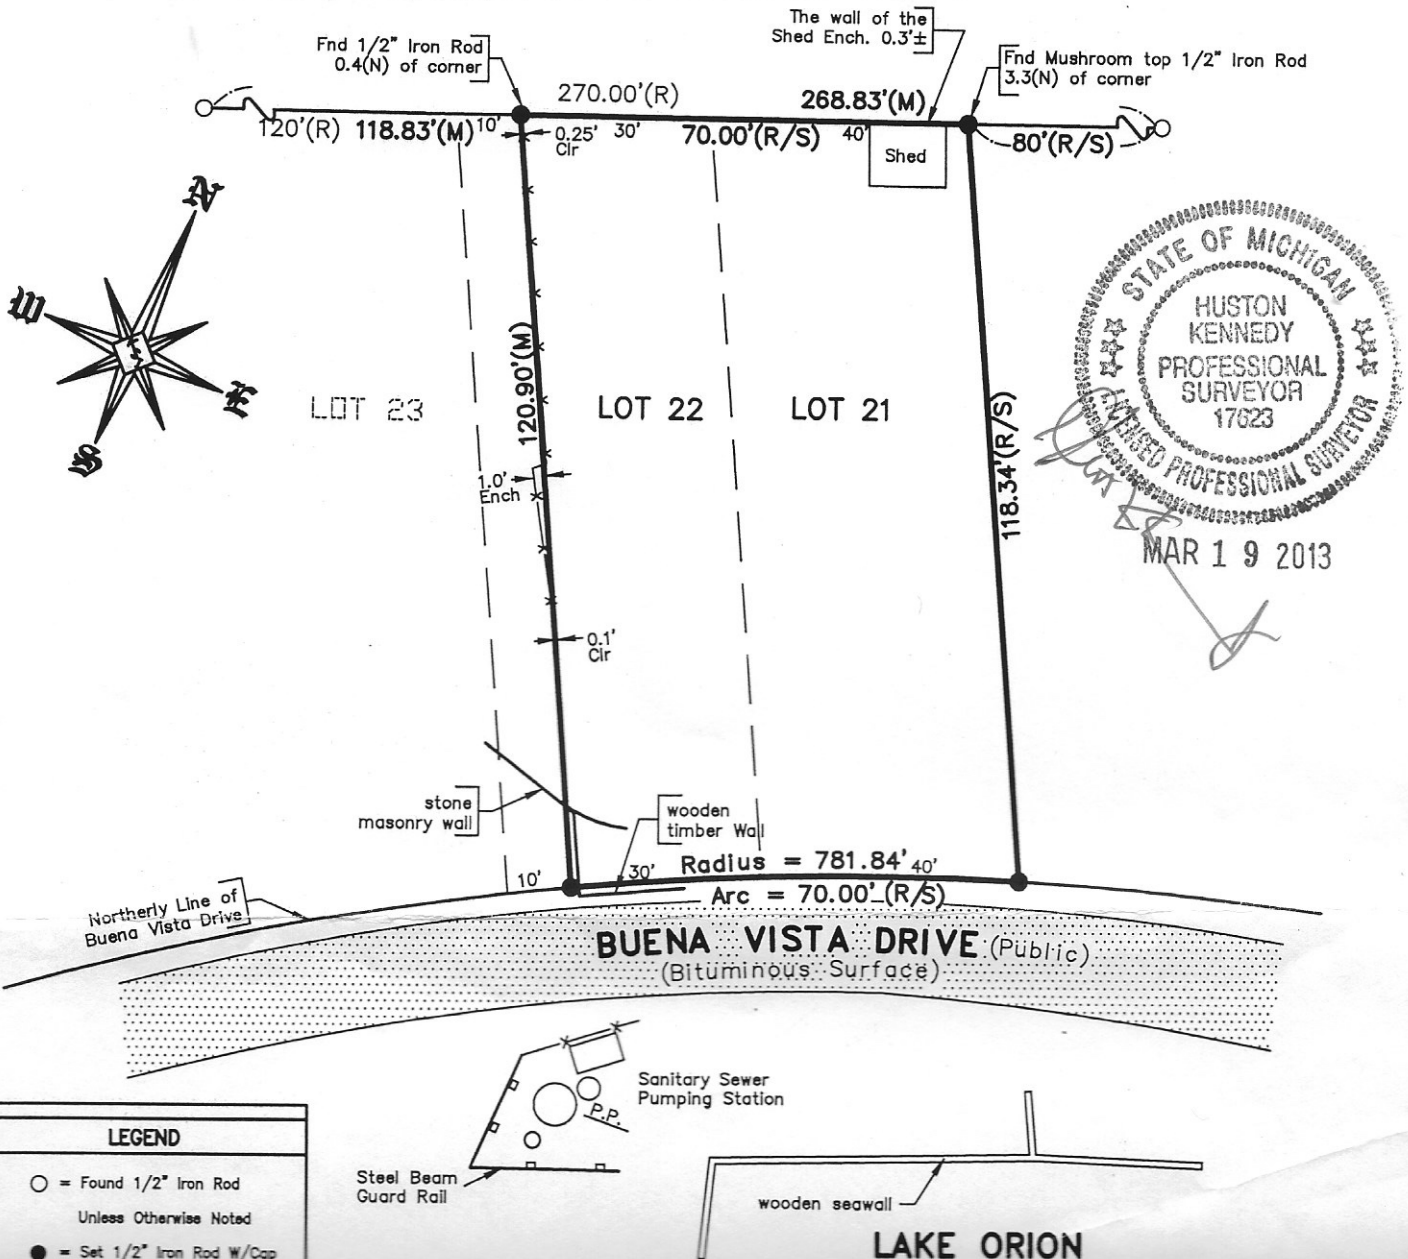 The wall of the
Shed Ench. 0.3'±
Fnd 1/2" Iron Rod
0.4(N) of corner
Fnd Mushroom top 1/2" Iron Rod
3.3(N) of corner
270.00'(R)
268.83'(M)
120'(R) 118.83'(M) 10'
0.25'
Clr
30'
70.00'(R/S)
40'
80'(R/S)
Shed
N
W
E
S
STATE OF MICHIGAN
HUSTON
KENNEDY
PROFESSIONAL
SURVEYOR
17623
LICENSED PROFESSIONAL SURVEYOR
MAR 19 2013
LOT 23
LOT 22
LOT 21
120.90'(M)
118.34'(R/S)
1.0'
Ench
0.1'
Clr
stone
masonry wall
wooden
timber Wall
Radius = 781.84'
10'
30'
40'
Arc = 70.00'(R/S)
Northerly Line of
Buena Vista Drive
BUENA VISTA DRIVE (Public)
(Bituminous Surface)
Sanitary Sewer
Pumping Station
P.P.
Steel Beam
Guard Rail
wooden seawall
LAKE ORION
LEGEND
= Found 1/2" Iron Rod
Unless Otherwise Noted
= Set 1/2" Iron Rod W/Cap